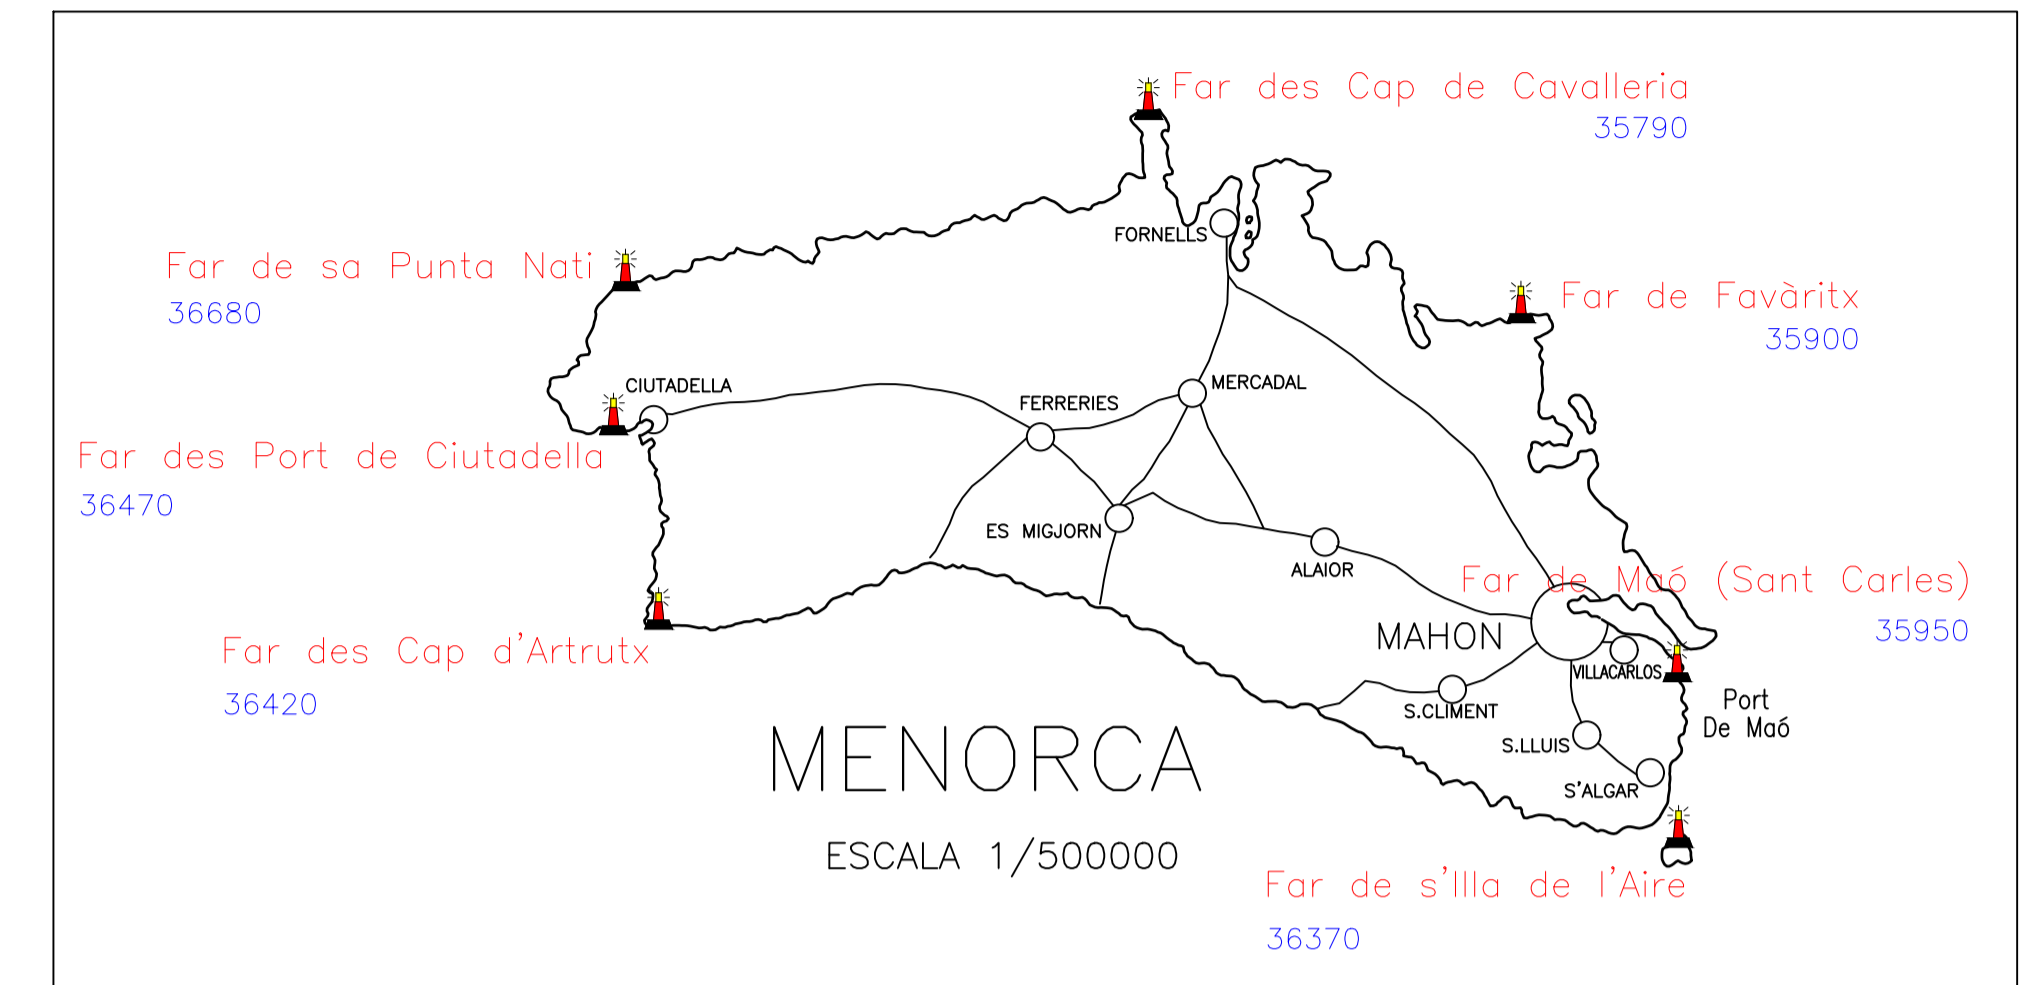 Far des Cap de Cavalleria
35790
FORNELLS
Far de sa Punta Nati
36680
Far de Favàritx
35900
CIUTADELLA
MERCADAL
FERRERIES
Far des Port de Ciutadella
36470
ES MIGJORN
ALAIOR
Far de Maó (Sant Carles)
35950
MAHON
Far des Cap d'Artrutx
36420
VILLACARLOS
Port
De Maó
S.CLIMENT
S.LLUIS
S'ALGAR
MENORCA
ESCALA 1/500000
Far de s'Illa de l'Aire
36370